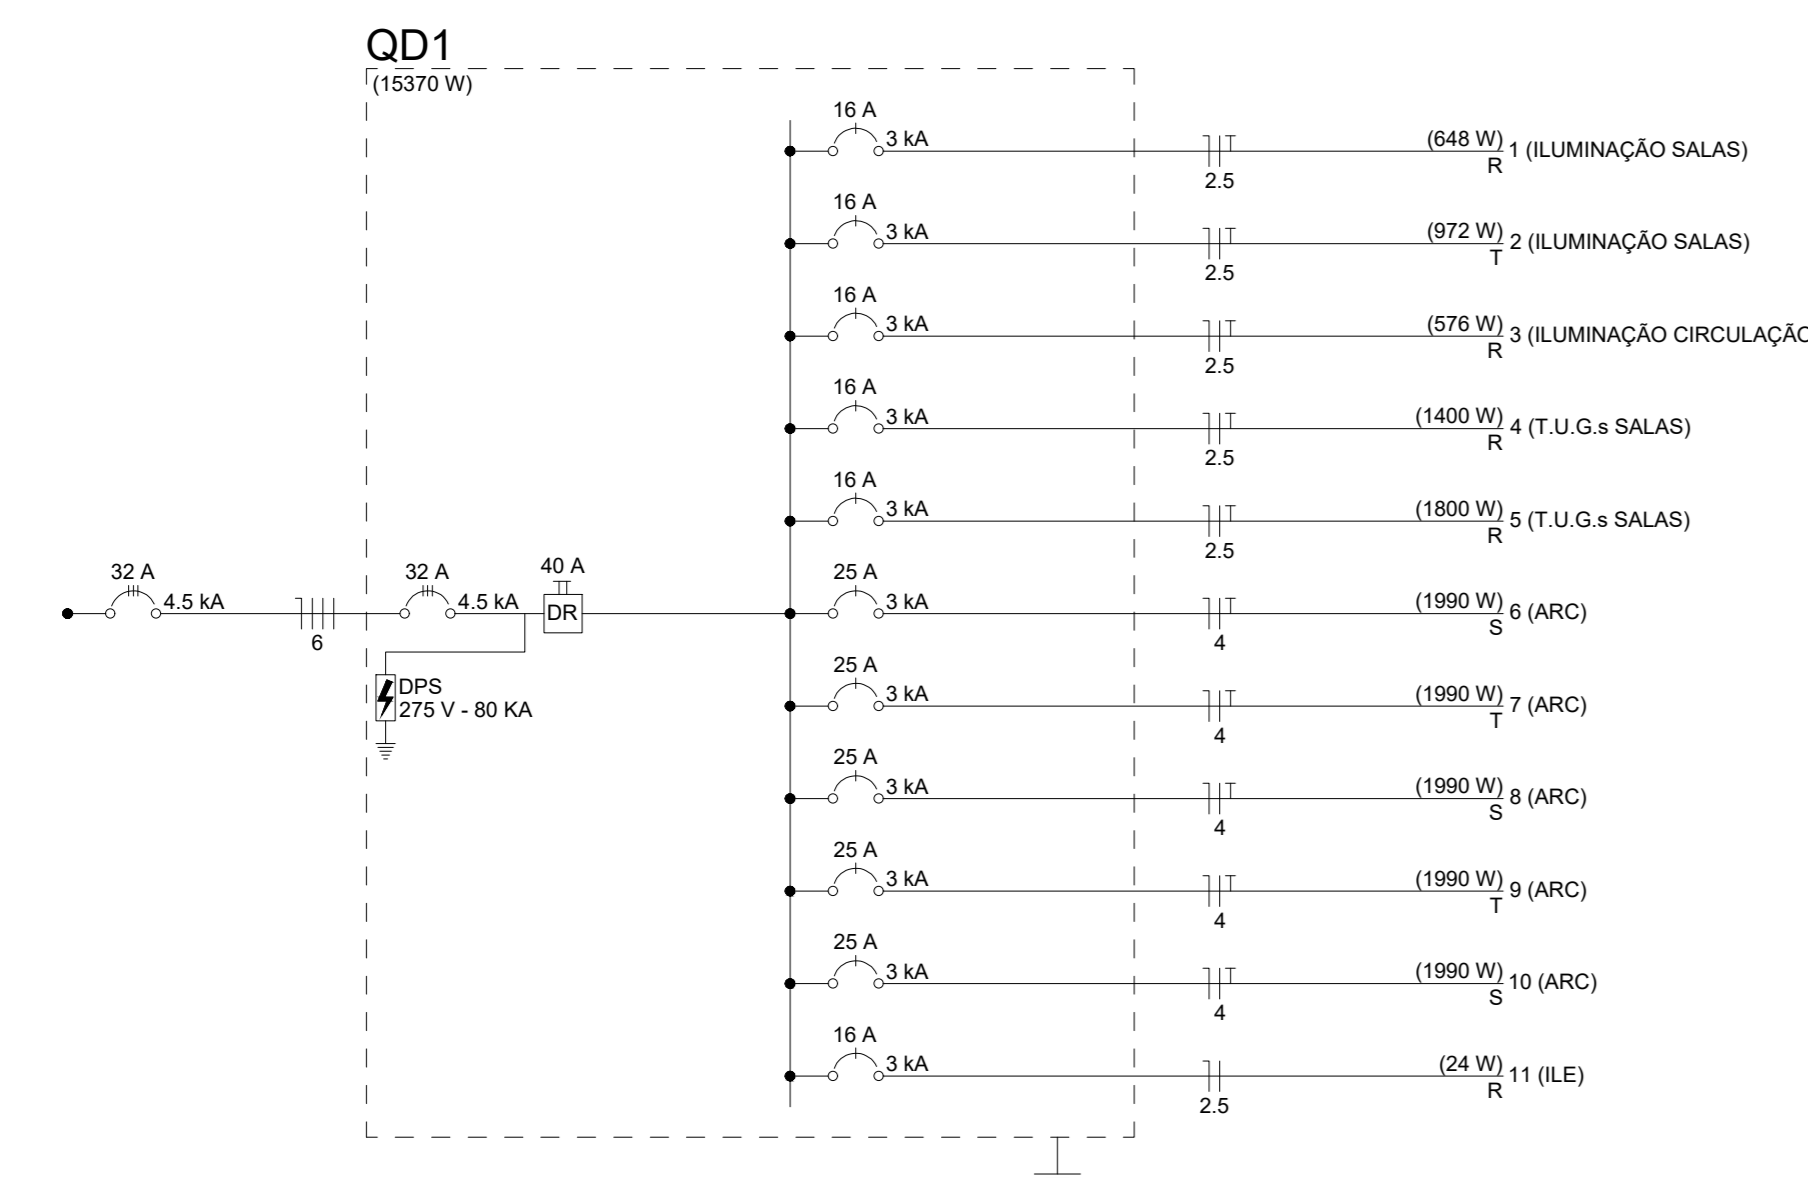 QD1
(15370 W)
16 A
3 kA
2.5
(648 W)
R
1 (ILUMINAÇÃO SALAS)
16 A
3 kA
2.5
(972 W)
T
2 (ILUMINAÇÃO SALAS)
16 A
3 kA
2.5
(576 W)
R
3 (ILUMINAÇÃO CIRCULAÇÃO
16 A
3 kA
2.5
(1400 W)
R
4 (T.U.G.s SALAS)
16 A
3 kA
2.5
(1800 W)
R
5 (T.U.G.s SALAS)
32 A
4.5 kA
6
32 A
4.5 kA
40 A
DR
DPS
275 V - 80 KA
25 A
3 kA
4
(1990 W)
S
6 (ARC)
25 A
3 kA
4
(1990 W)
T
7 (ARC)
25 A
3 kA
4
(1990 W)
S
8 (ARC)
25 A
3 kA
4
(1990 W)
T
9 (ARC)
25 A
3 kA
4
(1990 W)
S
10 (ARC)
16 A
3 kA
2.5
(24 W)
R
11 (ILE)